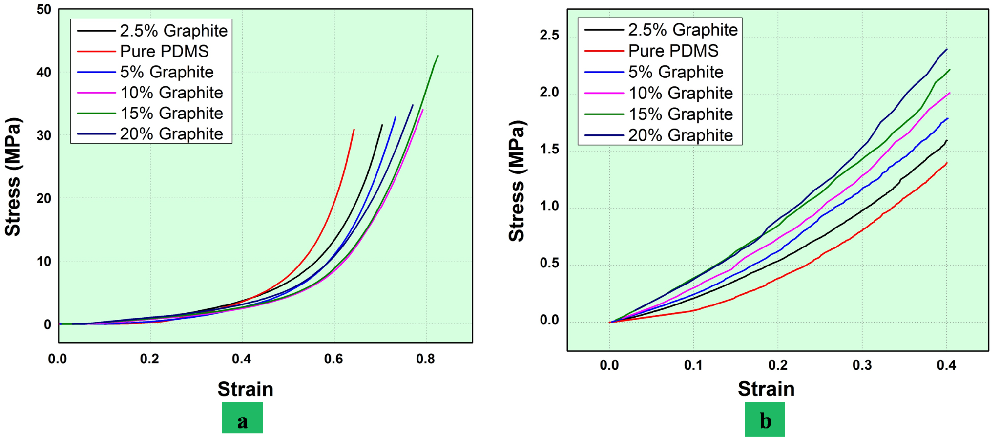 50
40
30
20
10
0
Stress (MPa)
2.5% Graphite
Pure PDMS
5% Graphite
10% Graphite
15% Graphite
20% Graphite
0.0 0.2 0.4 0.6 0.8
Strain
a
2.5
2.0
1.5
1.0
0.5
0.0
Stress (MPa)
2.5% Graphite
Pure PDMS
5% Graphite
10% Graphite
15% Graphite
20% Graphite
0.0 0.1 0.2 0.3 0.4
Strain
b